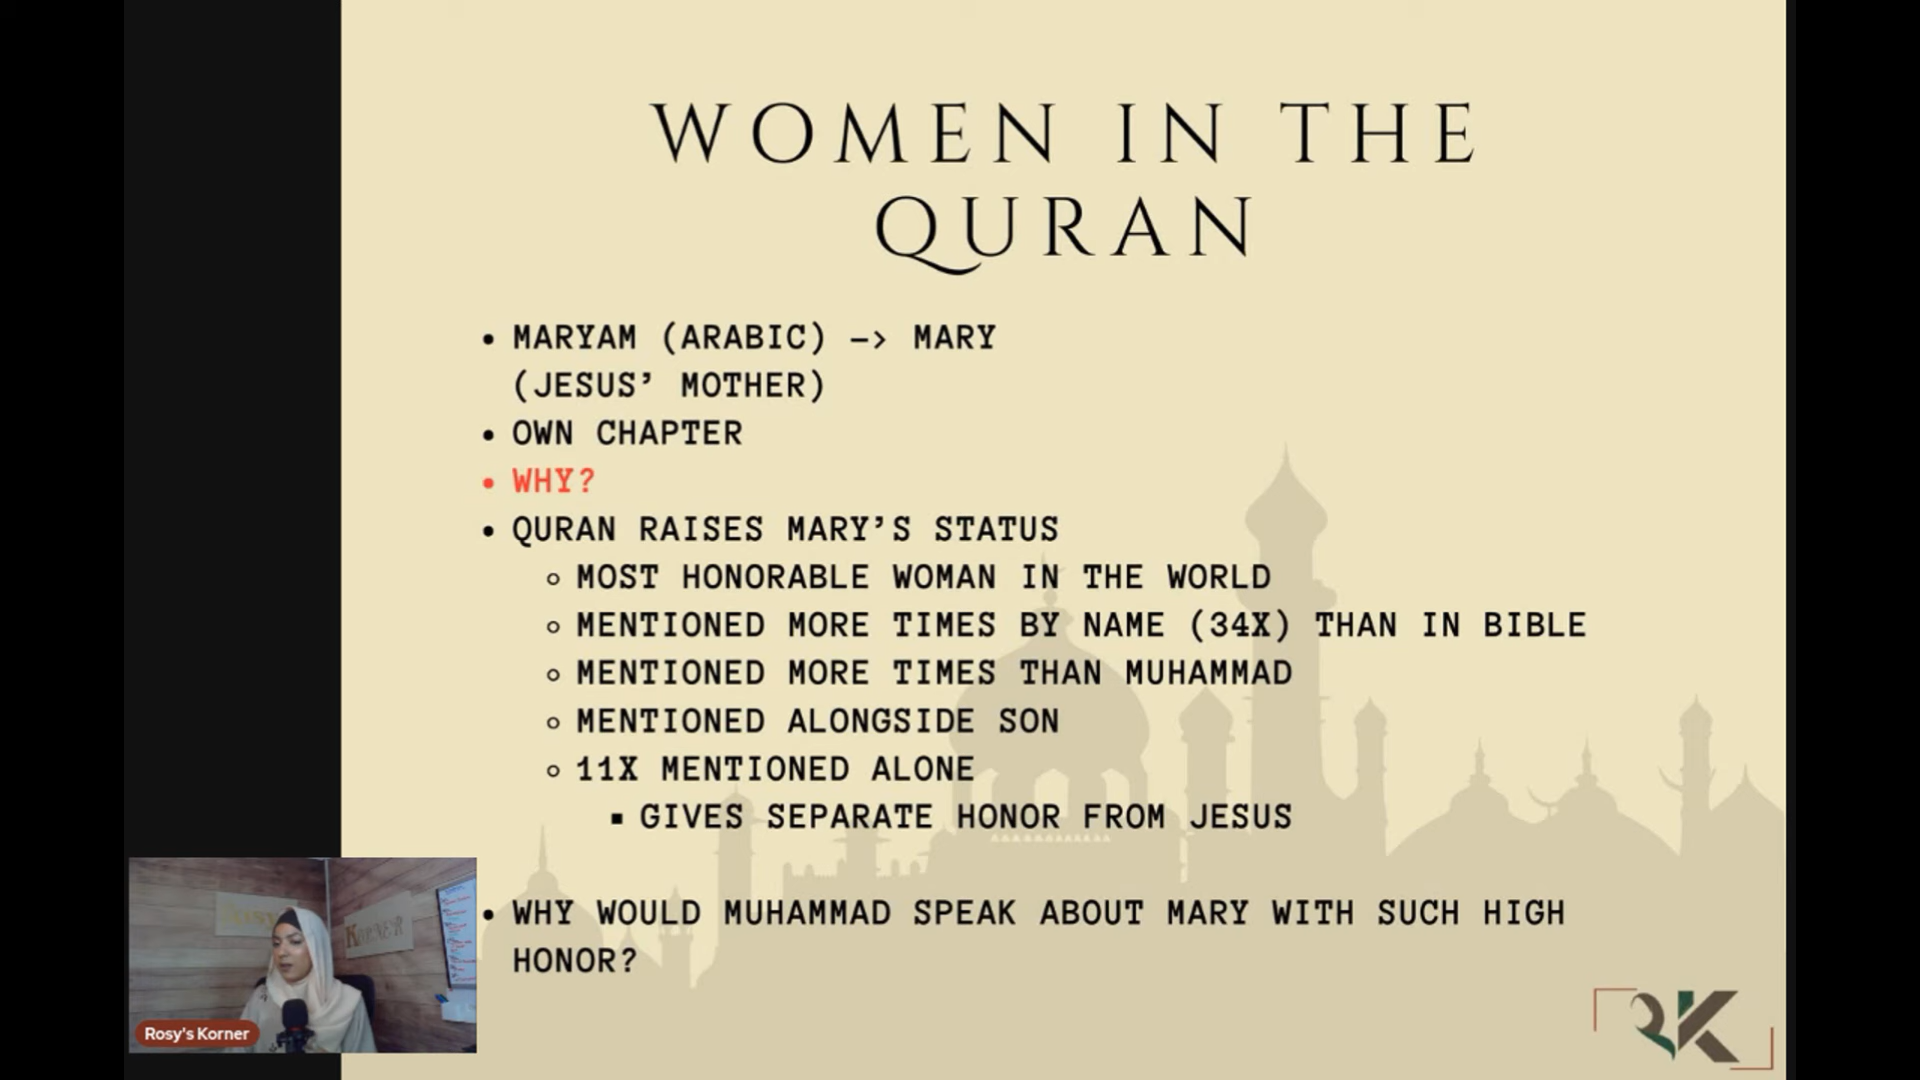 WOMEN IN THE
QURAN
• MARYAM (ARABIC) –> MARY
(JESUS’ MOTHER)
• OWN CHAPTER
• WHY?
• QURAN RAISES MARY’S STATUS
○ MOST HONORABLE WOMAN IN THE WORLD
○ MENTIONED MORE TIMES BY NAME (34X) THAN IN BIBLE
○ MENTIONED MORE TIMES THAN MUHAMMAD
○ MENTIONED ALONGSIDE SON
○ 11X MENTIONED ALONE
▪ GIVES SEPARATE HONOR FROM JESUS
• WHY WOULD MUHAMMAD SPEAK ABOUT MARY WITH SUCH HIGH
HONOR?
KORNER
Rosy's Korner
RK